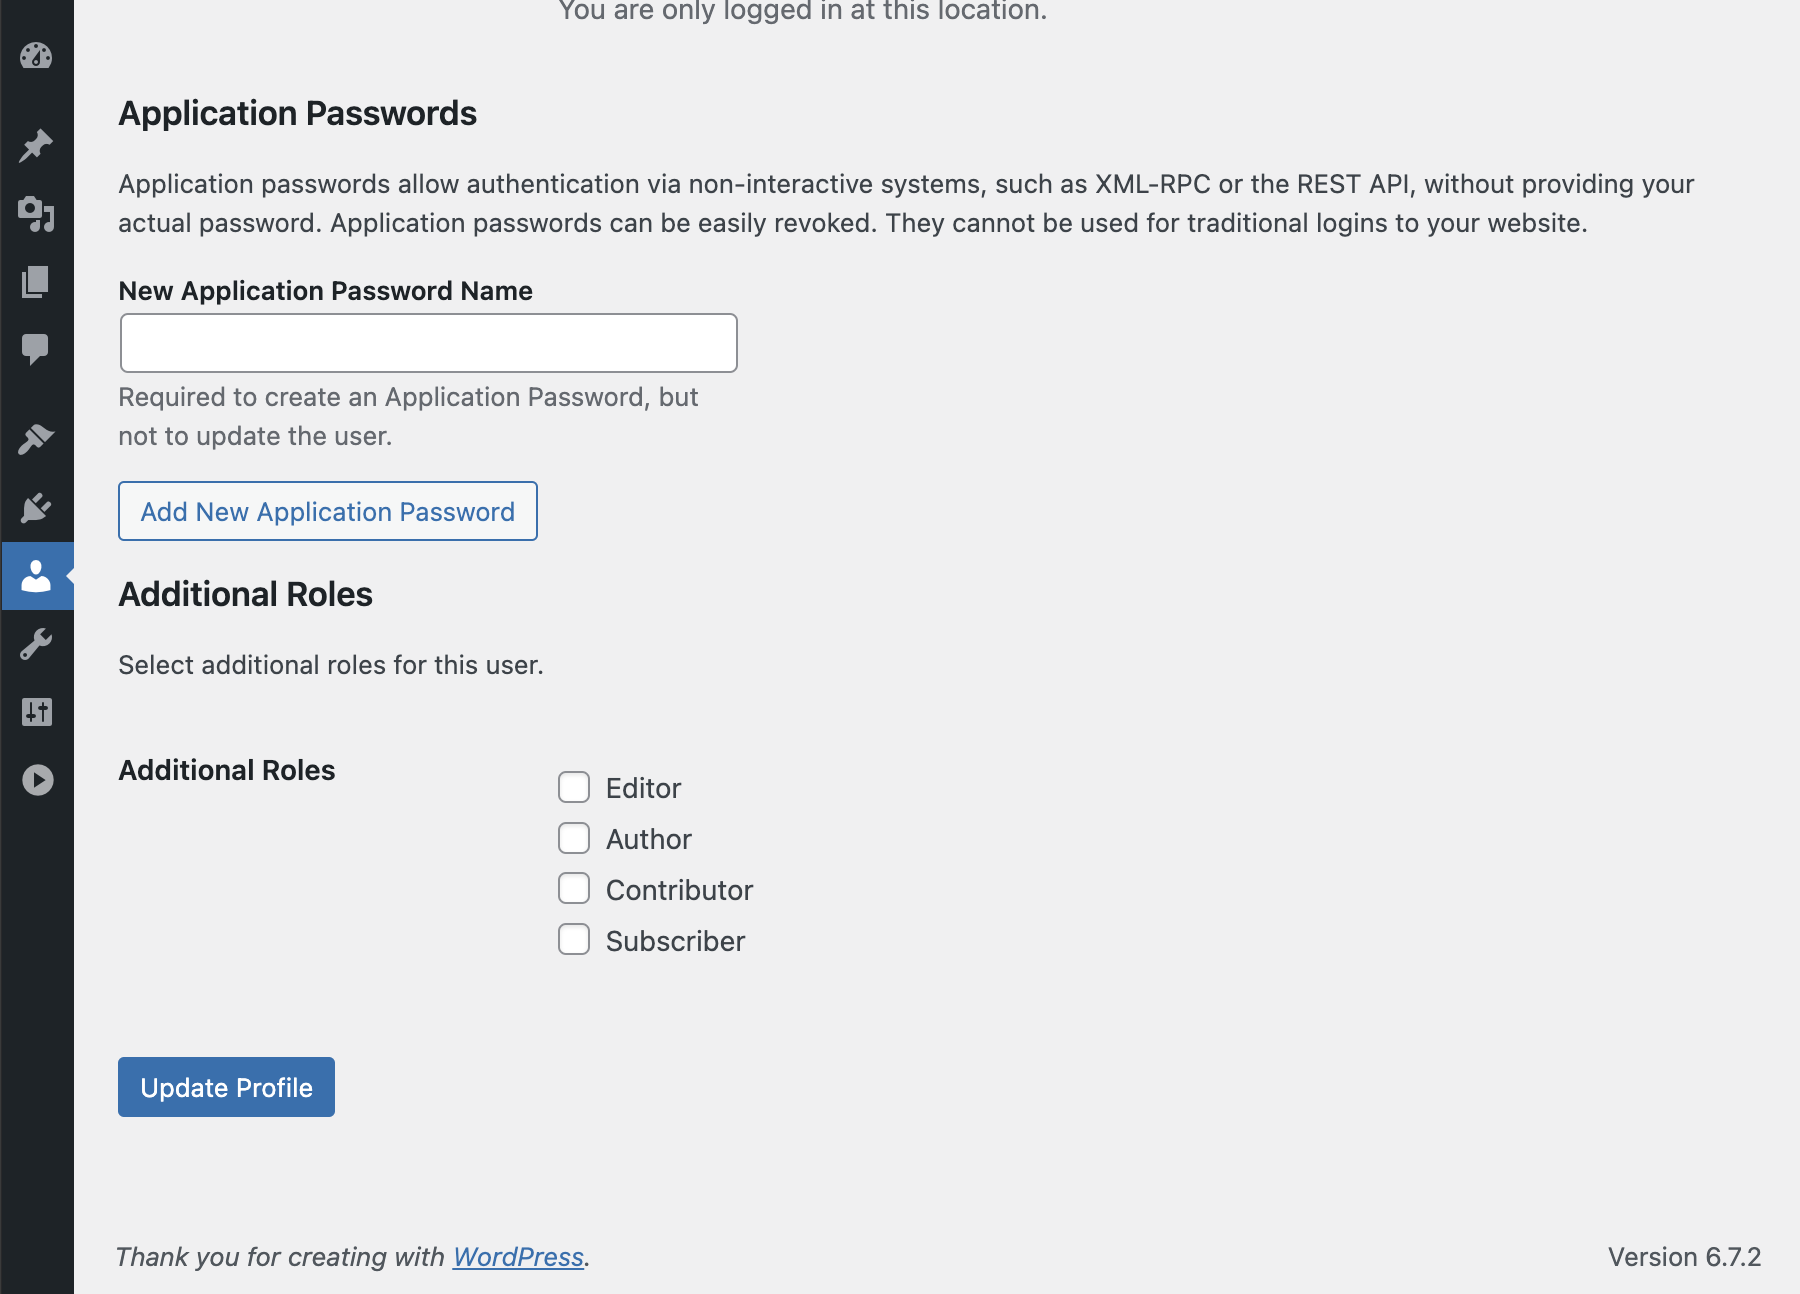 You are only logged in at this location.
Application Passwords
Application passwords allow authentication via non-interactive systems, such as XML-RPC or the REST API, without providing your
actual password. Application passwords can be easily revoked. They cannot be used for traditional logins to your website.
New Application Password Name
Required to create an Application Password, but
not to update the user.
Add New Application Password
Additional Roles
Select additional roles for this user.
Additional Roles
Editor
Author
Contributor
Subscriber
Update Profile
Thank you for creating with WordPress.
Version 6.7.2